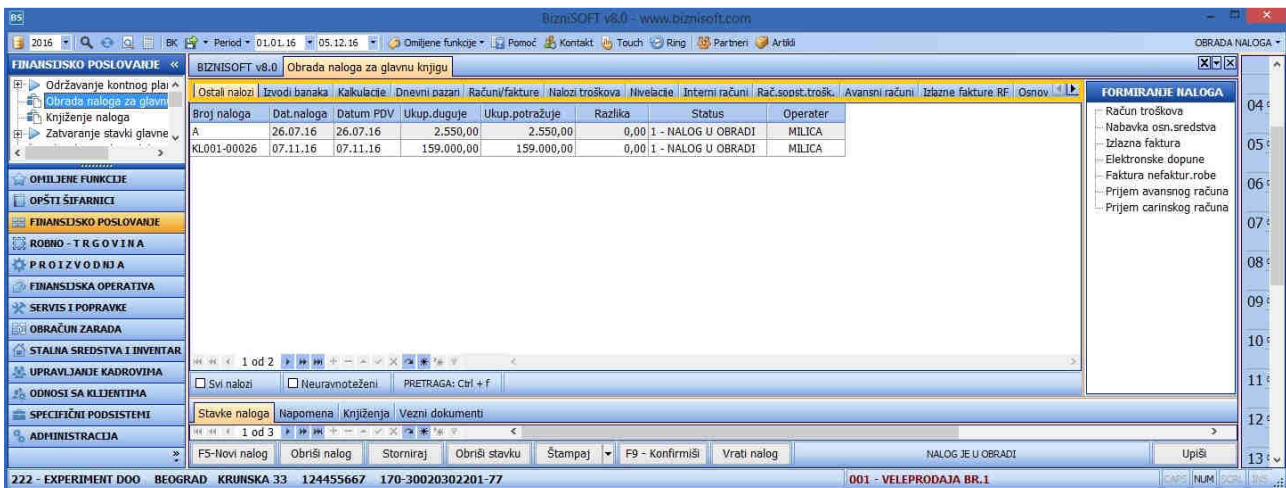 BS BizniSOFT v8.0 - www.biznisoft.com
2016 BK Period 01.01.16 05.12.16 Omiljene funkcije Pomoć Kontakt Touch Ring Partneri Artikli OBRADA NALOGA
FINANSIJSKO POSLOVANJE «
Održavanje kontnog pla
Obrada naloga za glavn
Knjiženje naloga
Zatvaranje stavki glavne
OMILJENE FUNKCIJE
OPŠTI ŠIFARNICI
FINANSIJSKO POSLOVANJE
ROBNO - T R G O V I N A
P R O I Z V O D NJ A
FINANSIJSKA OPERATIVA
SERVIS I POPRAVKE
OBRAČUN ZARADA
STALNA SREDSTVA I INVENTAR
UPRAVLJANJE KADROVIMA
ODNOSI SA KLIJENTIMA
SPECIFIČNI PODSISTEMI
ADMINISTRACIJA
BIZNISOFT v8.0 Obrada naloga za glavnu knjigu
Ostali nalozi Izvodi banaka Kalkulacije Dnevni pazari Računi/fakture Nalozi troškova Nivelacije Interni računi Rač.sopst.trošk. Avansni računi Izlazne fakture RF Osnov
Broj naloga Dat.naloga Datum PDV Ukup.duguje Ukup.potražuje Razlika Status Operater
A 26.07.16 26.07.16 2.550,00 2.550,00 0,00 1 - NALOG U OBRADI MILICA
KL001-00026 07.11.16 07.11.16 159.000,00 159.000,00 0,00 1 - NALOG U OBRADI MILICA
1 od 2
Svi nalozi Neuravnoteženi PRETRAGA: Ctrl + f
Stavke naloga Napomena Knjiženja Vezni dokumenti
1 od 3
F5-Novi nalog Obriši nalog Storniraj Obriši stavku Štampaj F9 - Konfirmiši Vrati nalog NALOG JE U OBRADI Upiši
FORMIRANJE NALOGA
Račun troškova
Nabavka osn.sredstva
Izlazna faktura
Elektronske dopune
Faktura nefaktur.robe
Prijem avansnog računa
Prijem carinskog računa
04
05
06
07
08
09
10
11
12
13
222 - EXPERIMENT DOO BEOGRAD KRUNSKA 33 124455667 170-30020302201-77 001 - VELEPRODAJA BR.1 CAPS NUM SCRL INS